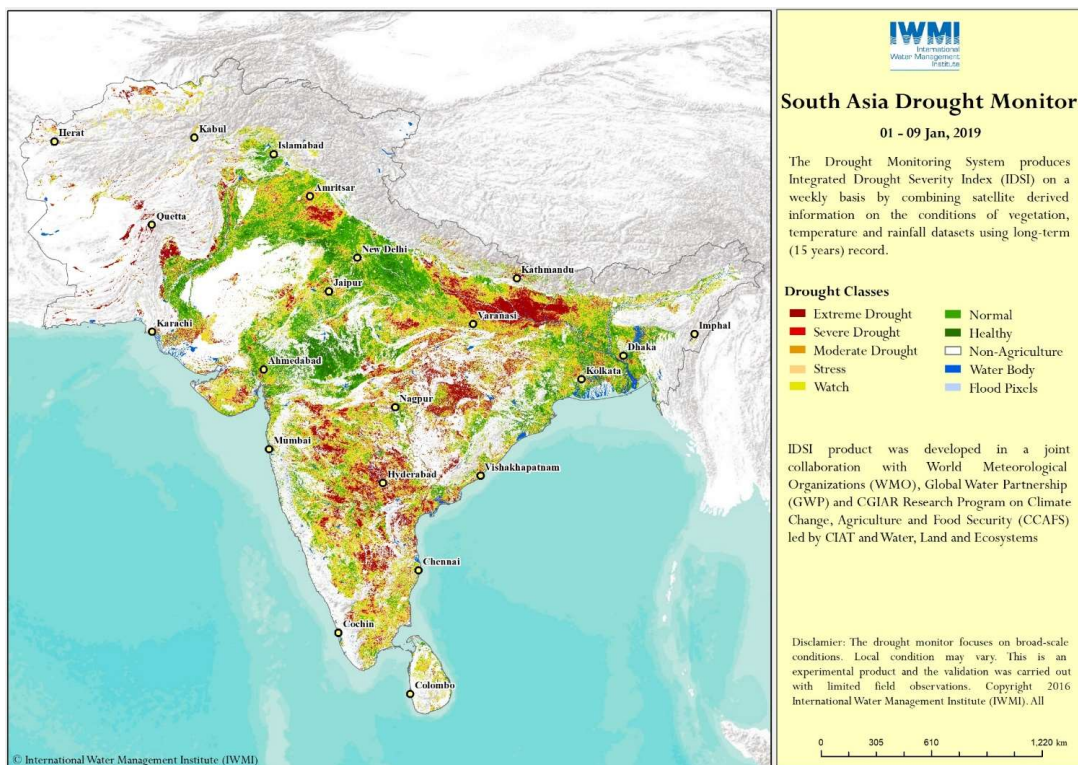 IWMI
International
Water Management
Institute
South Asia Drought Monitor
01 - 09 Jan, 2019
The Drought Monitoring System produces
Integrated Drought Severity Index (IDSI) on a
weekly basis by combining satellite derived
information on the conditions of vegetation,
temperature and rainfall datasets using long-term
(15 years) record.
Drought Classes
Extreme Drought
Severe Drought
Moderate Drought
Stress
Watch
Normal
Healthy
Non-Agriculture
Water Body
Flood Pixels
IDSI product was developed in a joint
collaboration with World Meteorological
Organizations (WMO), Global Water Partnership
(GWP) and CGIAR Research Program on Climate
Change, Agriculture and Food Security (CCAFS)
led by CIAT and Water, Land and Ecosystems
Disclamier: The drought monitor focuses on broad-scale
conditions. Local condition may vary. This is an
experimental product and the validation was carried out
with limited field observations. Copyright 2016
International Water Management Institute (IWMI). All
0 305 610 1,220 km
Herat
Kabul
Islamabad
Amritsar
Quetta
New Delhi
Kathmandu
Jaipur
Varanasi
Karachi
Imphal
Dhaka
Ahmedabad
Kolkata
Nagpur
Mumbai
Hyderabad
Vishakhapatnam
Chennai
Cochin
Colombo
© International Water Management Institute (IWMI)